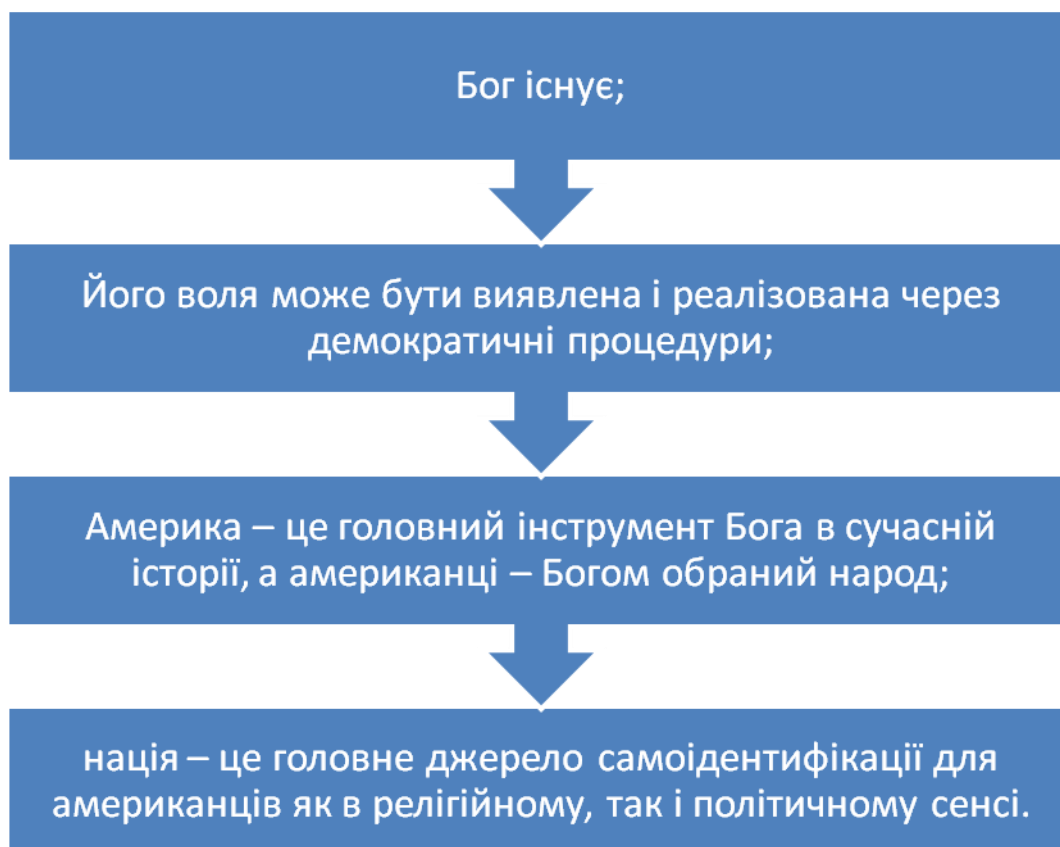 Бог існує;
Його воля може бути виявлена і реалізована через
демократичні процедури;
Америка – це головний інструмент Бога в сучасній
історії, а американці – Богом обраний народ;
нація – це головне джерело самоідентифікації для
американців як в релігійному, так і політичному сенсі.